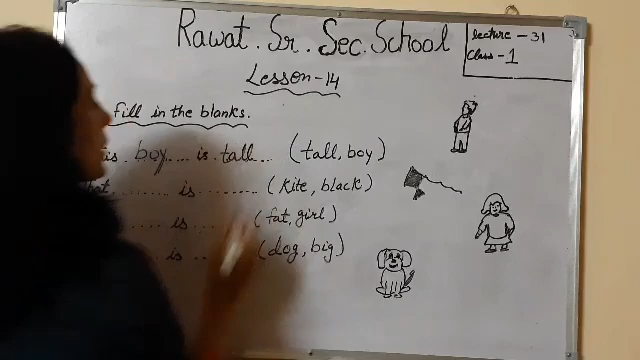 Rawat. Sr. Sec. School
lecture - 31
class - 1
Lesson - 14
fill in the blanks.
boy.... is tall... (tall, boy)
........ is ......... (kite, black)
.... is ..... (fat, girl)
.. is .. (dog, big)